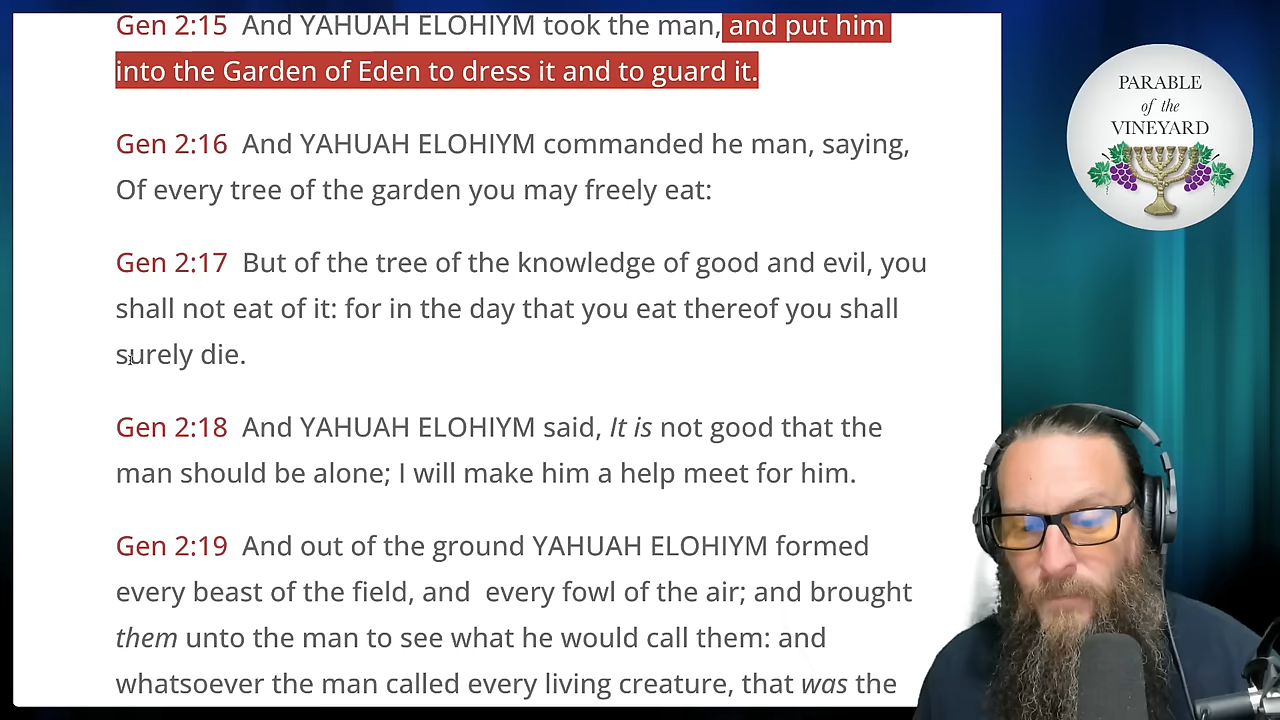 Gen 2:15 And YAHUAH ELOHIYM took the man, and put him
into the Garden of Eden to dress it and to guard it.
Gen 2:16 And YAHUAH ELOHIYM commanded he man, saying,
Of every tree of the garden you may freely eat:
Gen 2:17 But of the tree of the knowledge of good and evil, you
shall not eat of it: for in the day that you eat thereof you shall
surely die.
Gen 2:18 And YAHUAH ELOHIYM said, It is not good that the
man should be alone; I will make him a help meet for him.
Gen 2:19 And out of the ground YAHUAH ELOHIYM formed
every beast of the field, and every fowl of the air; and brought
them unto the man to see what he would call them: and
whatsoever the man called every living creature, that was the
PARABLE
of the
VINEYARD